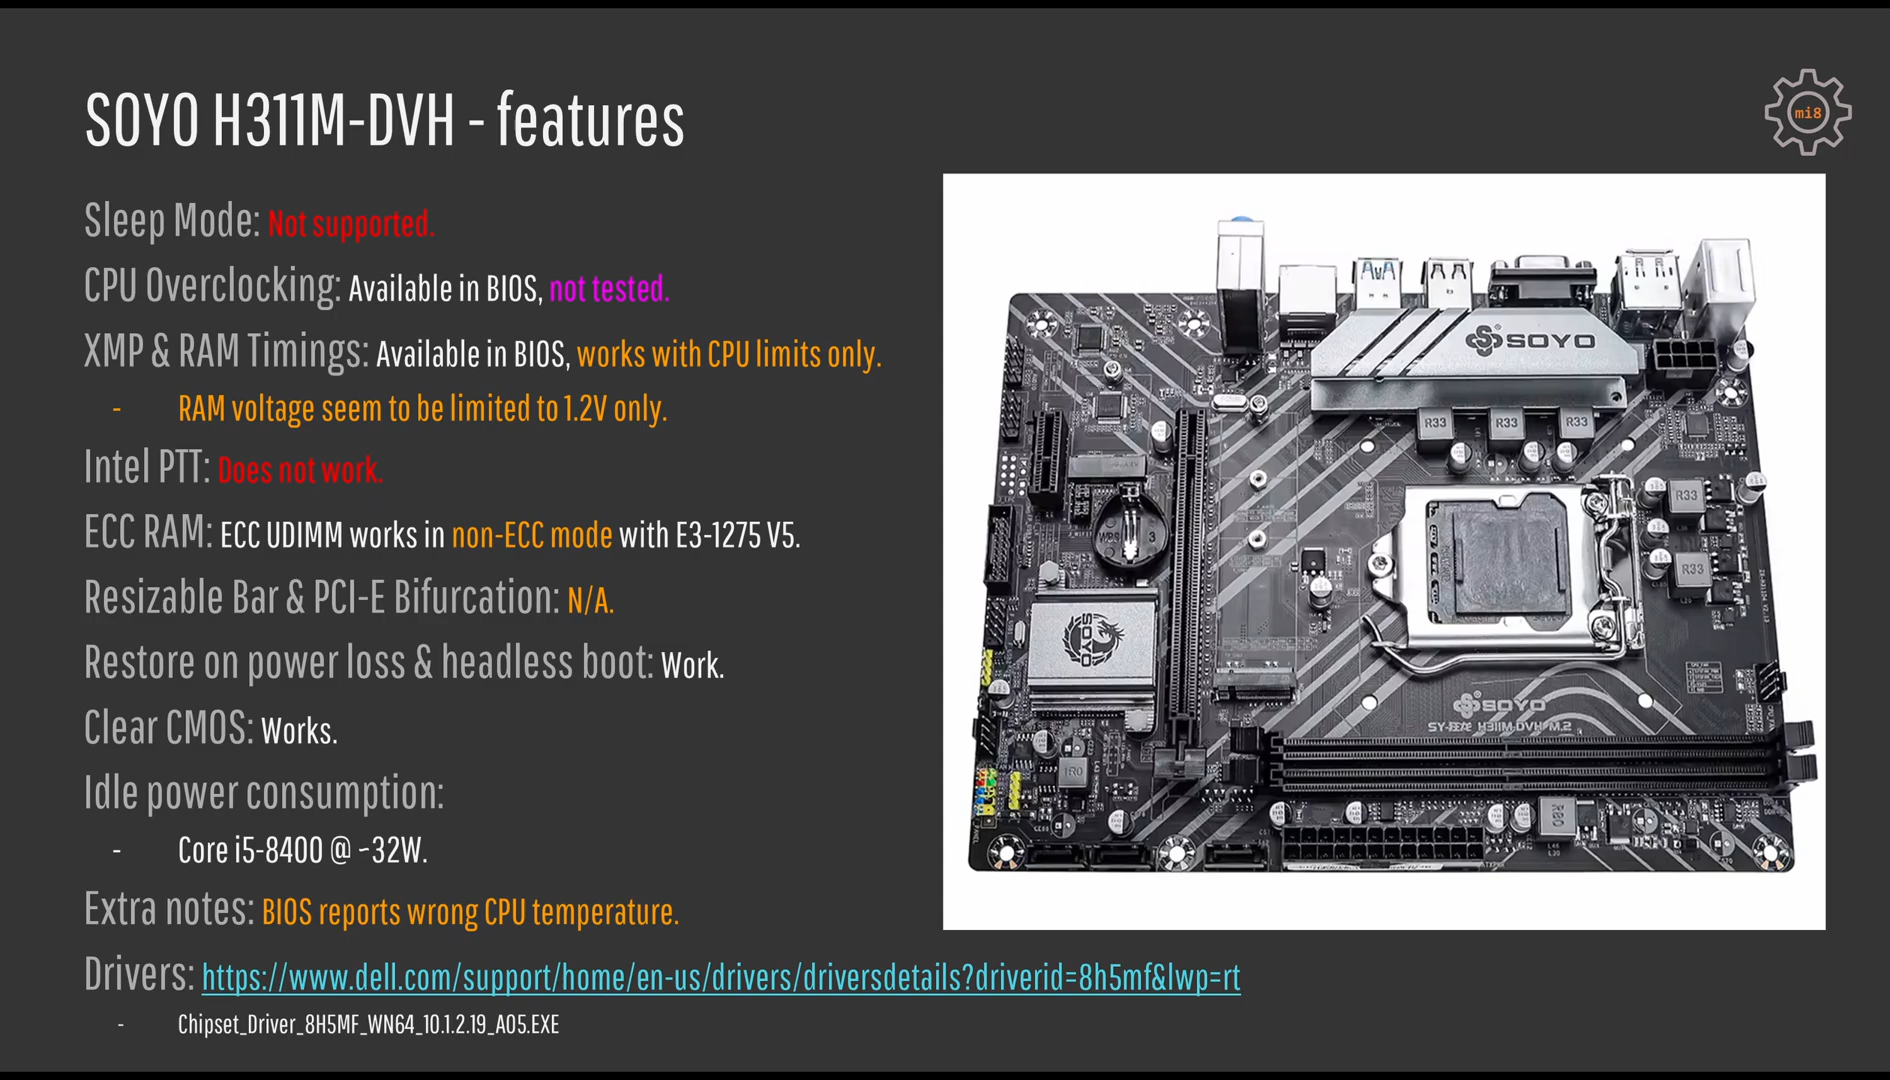 SOYO H311M-DVH - features
mi8
Sleep Mode: Not supported.
CPU Overclocking: Available in BIOS, not tested.
XMP & RAM Timings: Available in BIOS, works with CPU limits only.
- RAM voltage seem to be limited to 1.2V only.
Intel PTT: Does not work.
ECC RAM: ECC UDIMM works in non-ECC mode with E3-1275 V5.
Resizable Bar & PCI-E Bifurcation: N/A.
Restore on power loss & headless boot: Work.
Clear CMOS: Works.
Idle power consumption:
- Core i5-8400 @ ~32W.
Extra notes: BIOS reports wrong CPU temperature.
Drivers: https://www.dell.com/support/home/en-us/drivers/driversdetails?driverid=8h5mf&lwp=rt
- Chipset_Driver_8H5MF_WN64_10.1.2.19_A05.EXE
SOYO
R33
R33
R33
R33
R33
SOYO
SOYO
H311M-DVH M.2
1R0